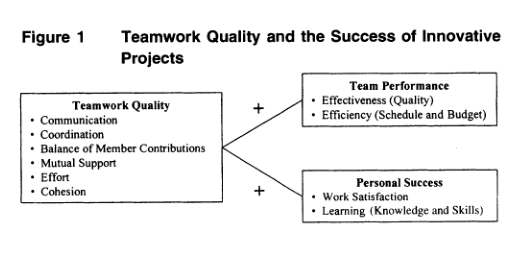 Figure 1 Teamwork Quality and the Success of Innovative
Projects
Teamwork Quality
• Communication
• Coordination
• Balance of Member Contributions
• Mutual Support
• Effort
• Cohesion
+
+
Team Performance
• Effectiveness (Quality)
• Efficiency (Schedule and Budget)
Personal Success
• Work Satisfaction
• Learning (Knowledge and Skills)